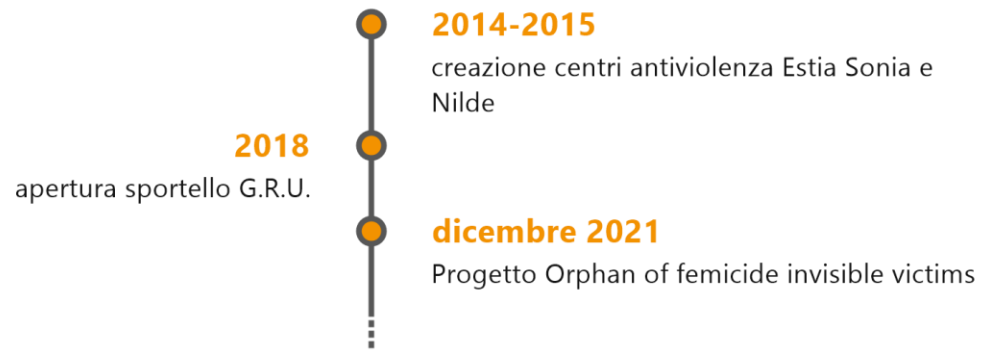 2014-2015
creazione centri antiviolenza Estia Sonia e
Nilde
2018
apertura sportello G.R.U.
dicembre 2021
Progetto Orphan of femicide invisible victims